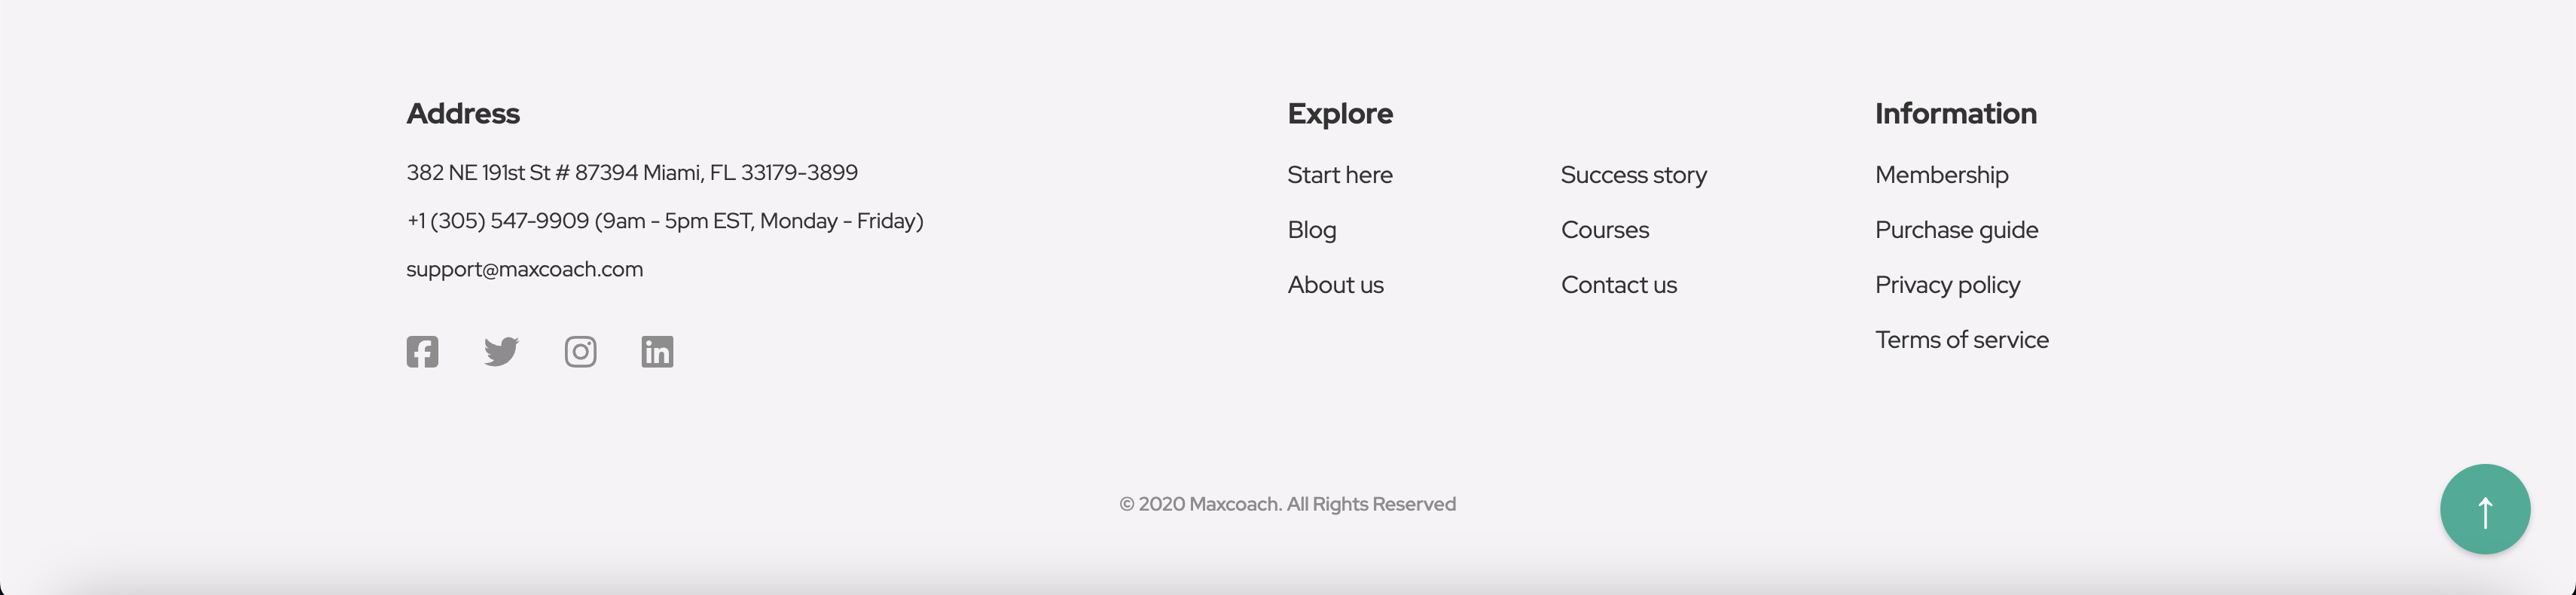 Address
382 NE 191st St # 87394 Miami, FL 33179-3899
+1 (305) 547-9909 (9am - 5pm EST, Monday - Friday)
support@maxcoach.com
Explore
Start here
Blog
About us
Success story
Courses
Contact us
Information
Membership
Purchase guide
Privacy policy
Terms of service
© 2020 Maxcoach. All Rights Reserved